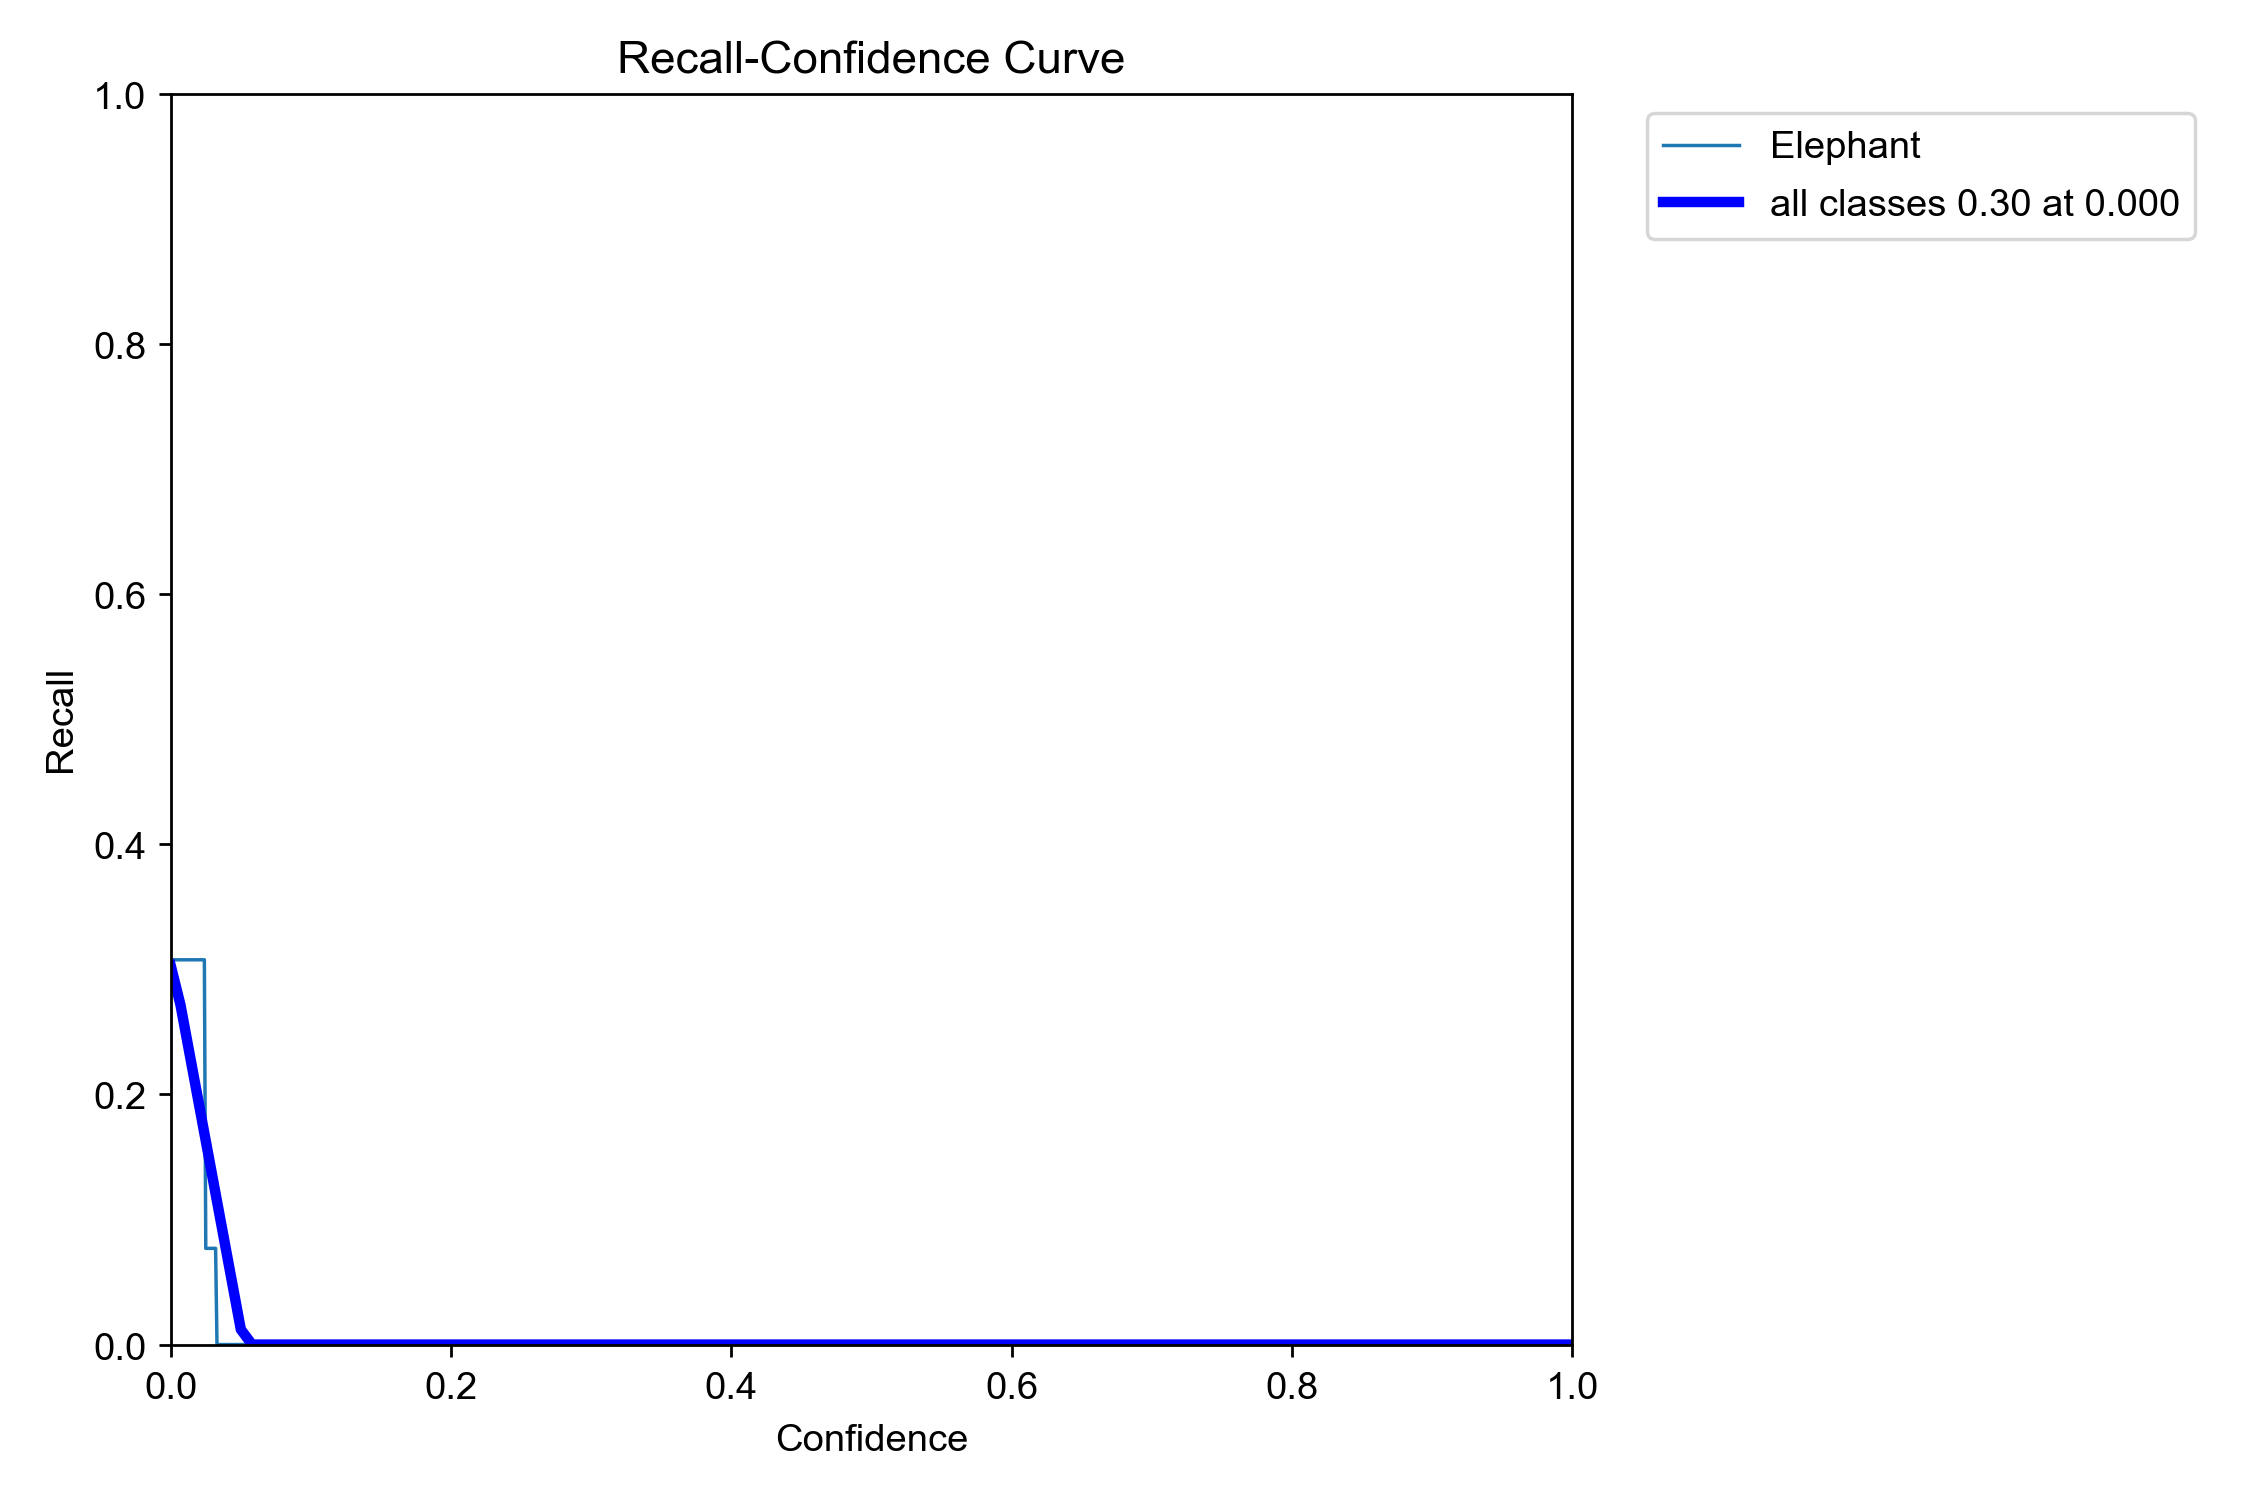 Recall-Confidence Curve
1.0
0.8
0.6
0.4
0.2
0.0
Recall
0.0 0.2 0.4 0.6 0.8 1.0
Confidence
Elephant
all classes 0.30 at 0.000